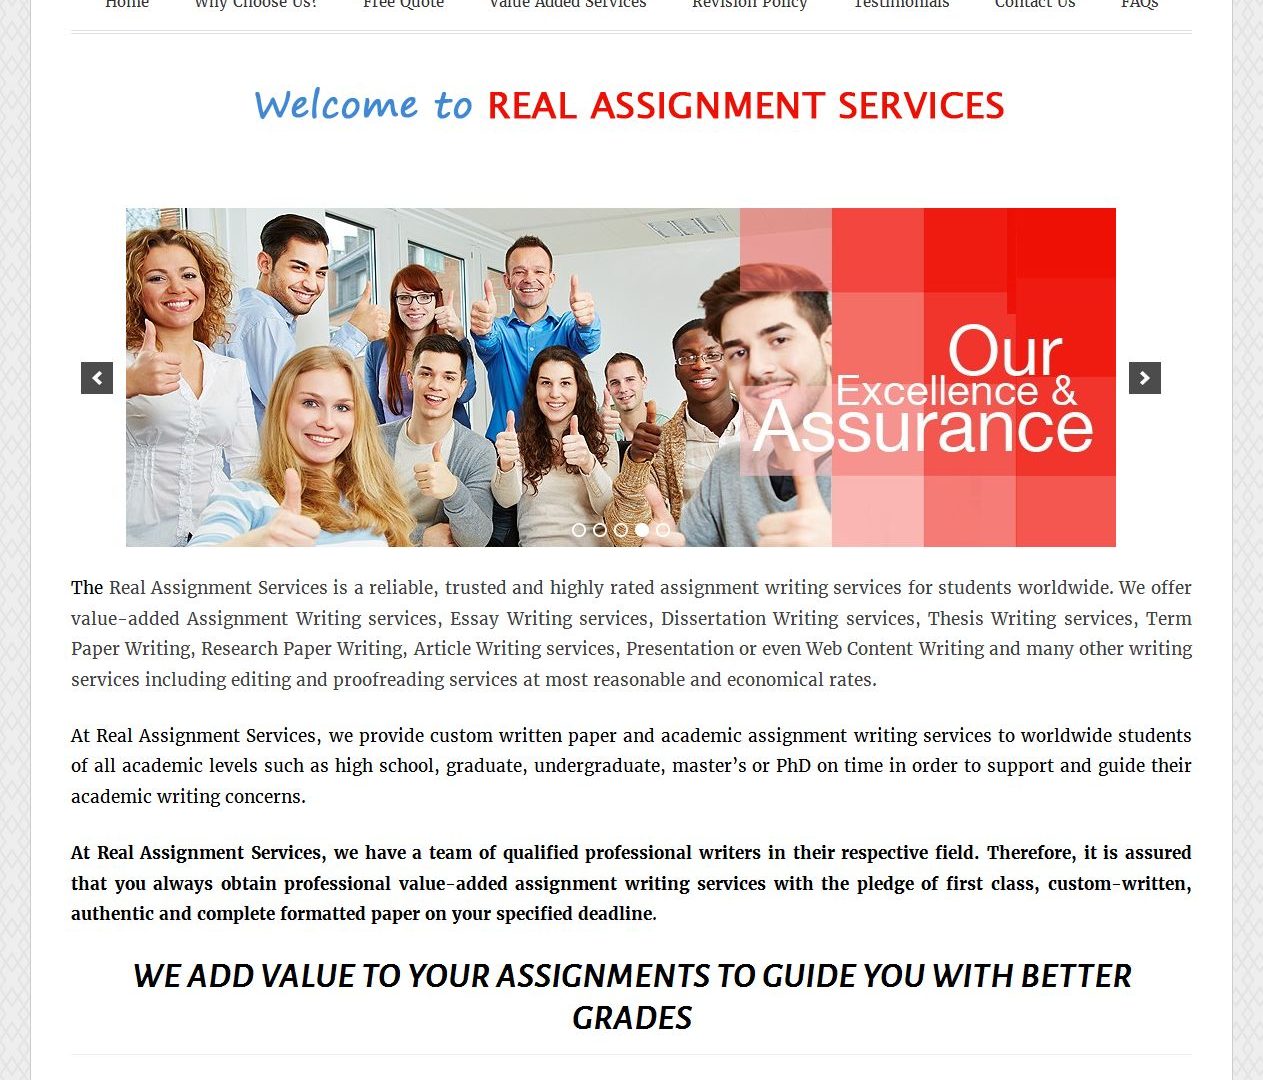 Home Why Choose Us? Free Quote Value Added Services Revision Policy Testimonials Contact Us FAQs
Welcome to REAL ASSIGNMENT SERVICES
Our
Excellence &
Assurance
The Real Assignment Services is a reliable, trusted and highly rated assignment writing services for students worldwide. We offer
value-added Assignment Writing services, Essay Writing services, Dissertation Writing services, Thesis Writing services, Term
Paper Writing, Research Paper Writing, Article Writing services, Presentation or even Web Content Writing and many other writing
services including editing and proofreading services at most reasonable and economical rates.
At Real Assignment Services, we provide custom written paper and academic assignment writing services to worldwide students
of all academic levels such as high school, graduate, undergraduate, master’s or PhD on time in order to support and guide their
academic writing concerns.
At Real Assignment Services, we have a team of qualified professional writers in their respective field. Therefore, it is assured
that you always obtain professional value-added assignment writing services with the pledge of first class, custom-written,
authentic and complete formatted paper on your specified deadline.
WE ADD VALUE TO YOUR ASSIGNMENTS TO GUIDE YOU WITH BETTER
GRADES